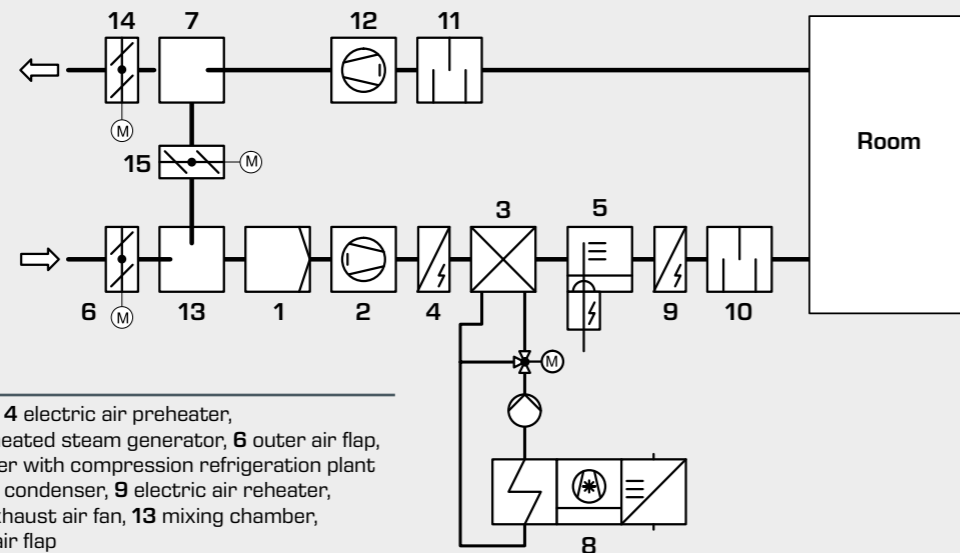 14 7 12 11
M
Room
15 M
3 5
6 M 13 1 2 4 9 10
M
4 electric air preheater,
eated steam generator, 6 outer air flap,
er with compression refrigeration plant
condenser, 9 electric air reheater,
xhaust air fan, 13 mixing chamber,
air flap
8